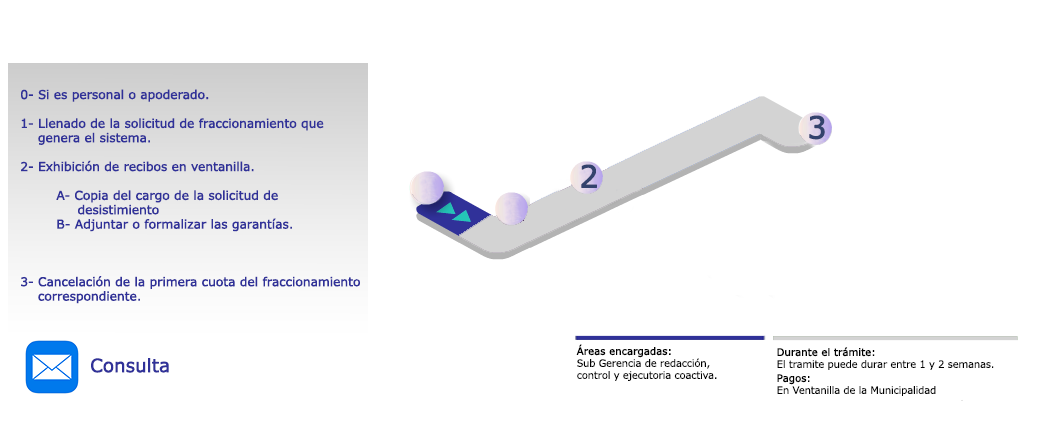 0- Si es personal o apoderado.
1- Llenado de la solicitud de fraccionamiento que
genera el sistema.
2- Exhibición de recibos en ventanilla.
A- Copia del cargo de la solicitud de
desistimiento
B- Adjuntar o formalizar las garantías.
3- Cancelación de la primera cuota del fraccionamiento
correspondiente.
Consulta
2
3
Áreas encargadas:
Sub Gerencia de redacción,
control y ejecutoria coactiva.
Durante el trámite:
El tramite puede durar entre 1 y 2 semanas.
Pagos:
En Ventanilla de la Municipalidad